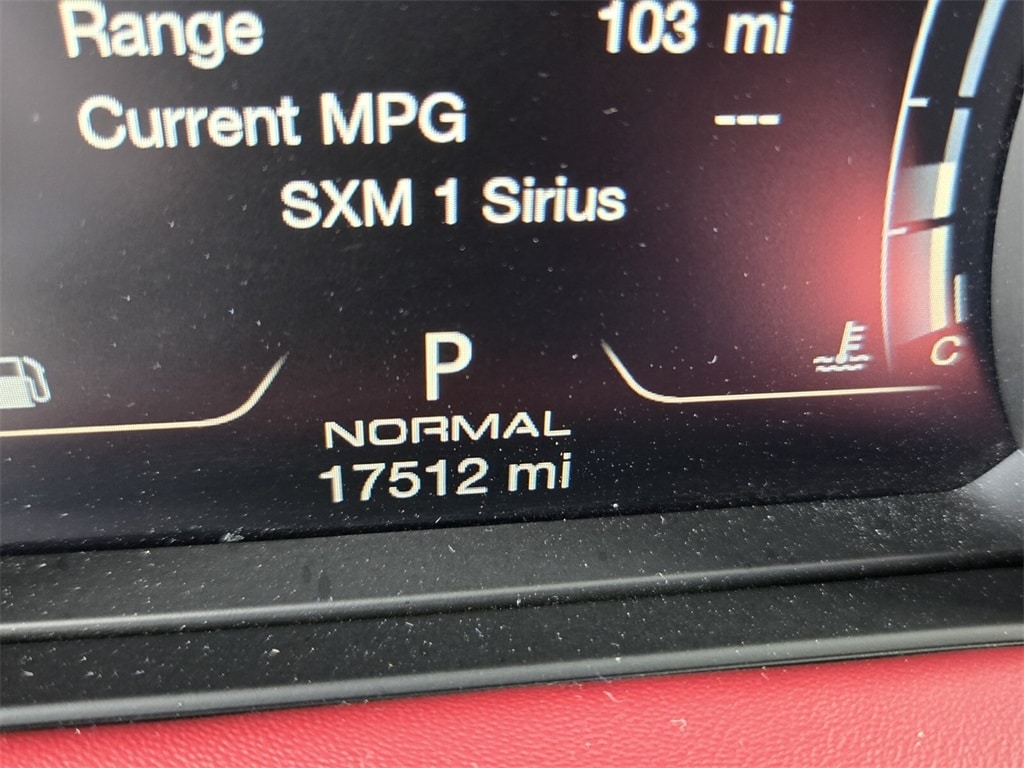 Range 103 mi
Current MPG ---
SXM 1 Sirius
P
C
NORMAL
17512 mi